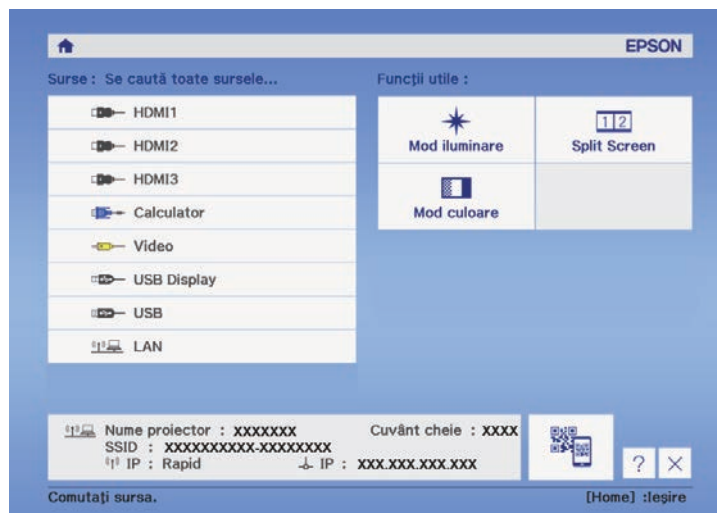 EPSON
Surse : Se caută toate sursele...
HDMI1
HDMI2
HDMI3
Calculator
Video
USB Display
USB
LAN
Funcții utile :
Mod iluminare
1 2
Split Screen
Mod culoare
Nume proiector : XXXXXXX Cuvânt cheie : XXXX
SSID : XXXXXXXXXX-XXXXXXXX
IP : Rapid IP : XXX.XXX.XXX.XXX
? ×
Comutați sursa. [Home] :Ieșire